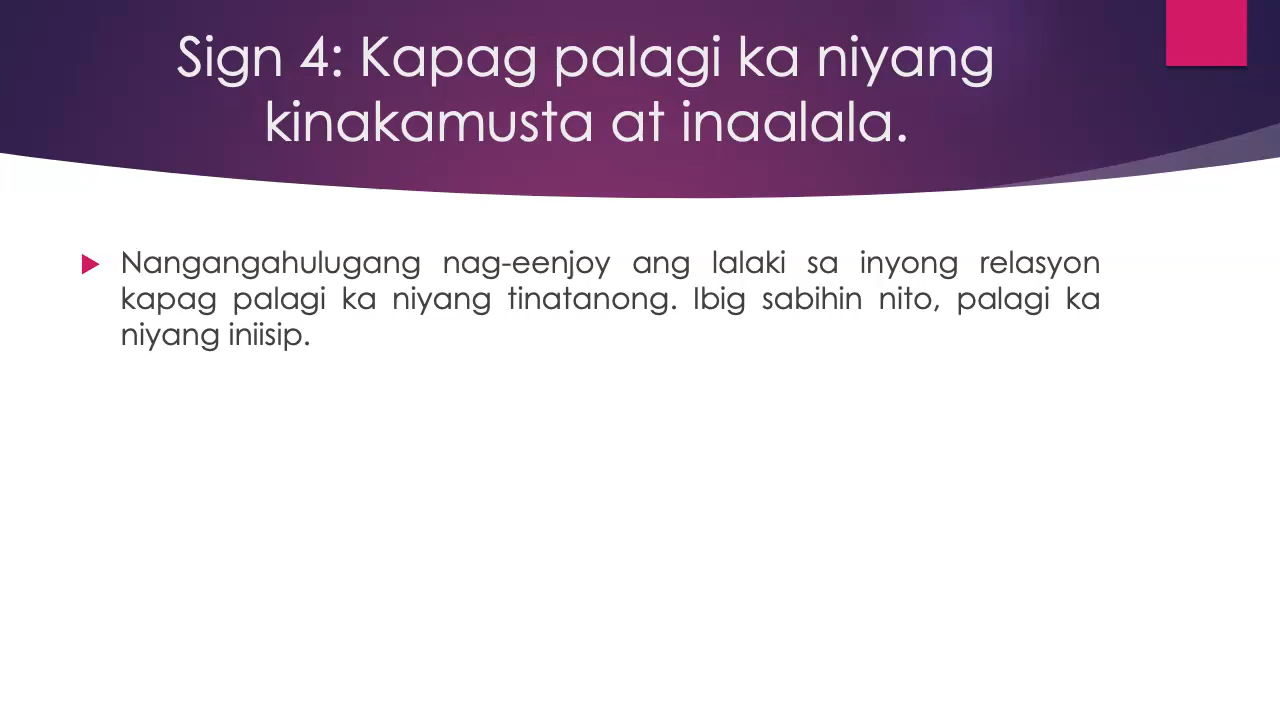 Sign 4: Kapag palagi ka niyang
kinakamusta at inaalala.
Nangangahulugang nag-eenjoy ang lalaki sa inyong relasyon
kapag palagi ka niyang tinatanong. Ibig sabihin nito, palagi ka
niyang iniisip.